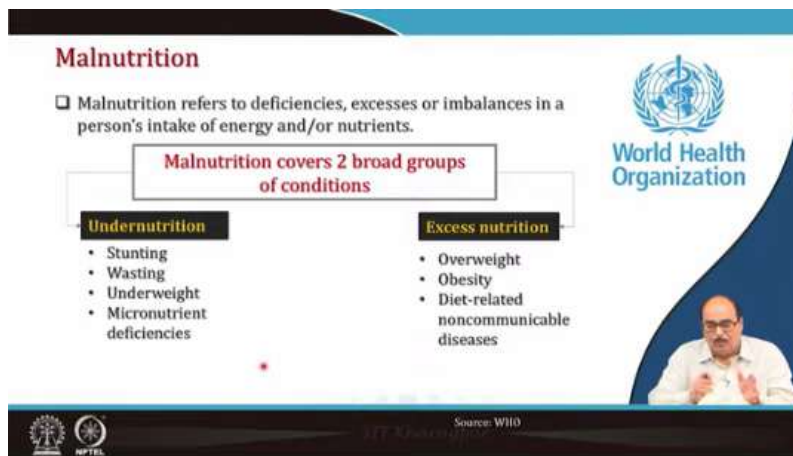 Malnutrition
Malnutrition refers to deficiencies, excesses or imbalances in a
person's intake of energy and/or nutrients.
Malnutrition covers 2 broad groups
of conditions
Undernutrition
• Stunting
• Wasting
• Underweight
• Micronutrient
deficiencies
Excess nutrition
• Overweight
• Obesity
• Diet-related
noncommunicable
diseases
World Health
Organization
Source: WHO
IIT Kharagpur
NPTEL